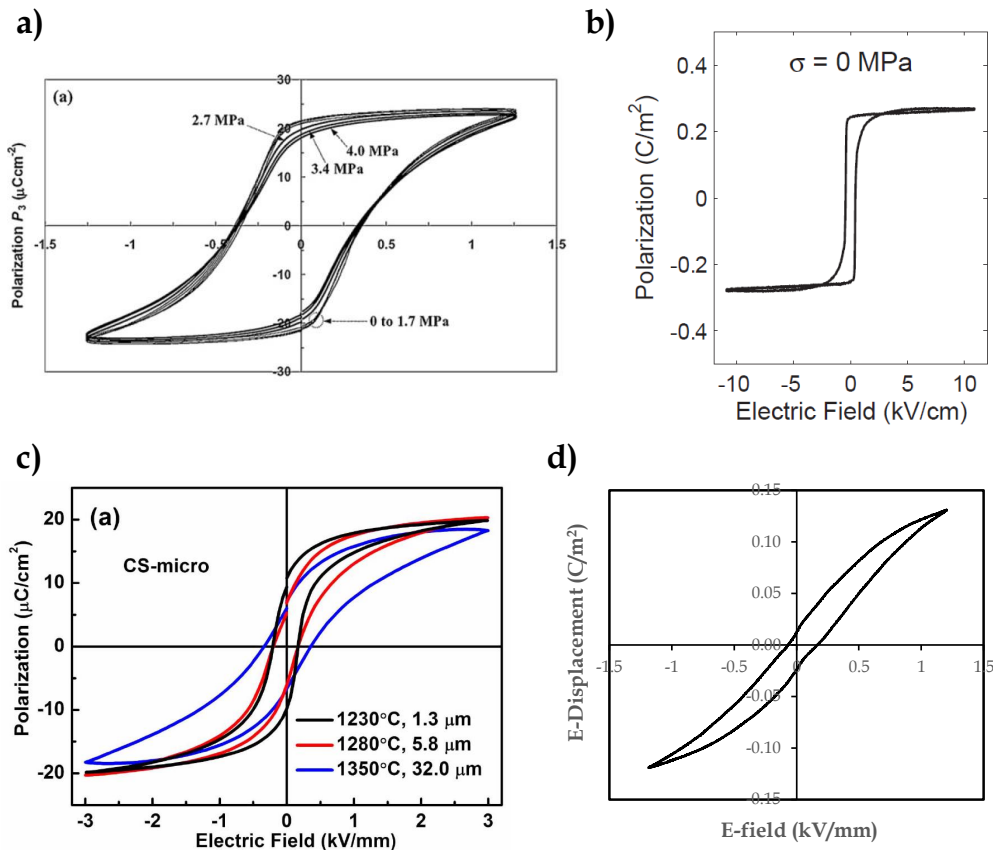 a)
(a)
Polarization P₃ (μCcm⁻²)
30
20
10
0
-10
-20
-30
-1.5
-1
-0.5
0
0.5
1
1.5
2.7 MPa
4.0 MPa
3.4 MPa
0 to 1.7 MPa
b)
σ = 0 MPa
Polarization (C/m²)
0.4
0.2
0
-0.2
-0.4
-10
-5
0
5
10
Electric Field (kV/cm)
c)
(a)
CS-micro
Polarization (μC/cm²)
20
10
0
-10
-20
1230°C, 1.3 μm
1280°C, 5.8 μm
1350°C, 32.0 μm
-3
-2
-1
0
1
2
3
Electric Field (kV/mm)
d)
E-Displacement (C/m²)
0.15
0.10
0.05
0.00
-0.05
-0.10
0.15
-1.5
-1
-0.5
0
0.5
1
1.5
E-field (kV/mm)